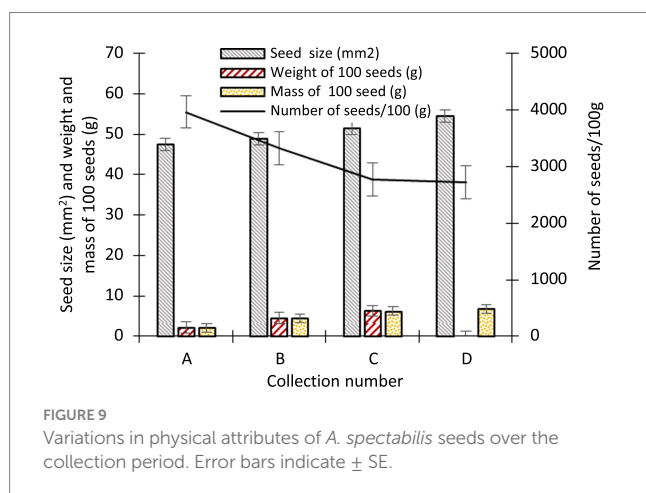 70
60
50
40
30
20
10
0
Seed size (mm²) and weight and
mass of 100 seeds (g)
Seed size (mm2)
Weight of 100 seeds (g)
Mass of 100 seed (g)
Number of seeds/100 (g)
5000
4000
3000
2000
1000
0
Number of seeds/100g
A B C D
Collection number
FIGURE 9
Variations in physical attributes of A. spectabilis seeds over the
collection period. Error bars indicate ± SE.